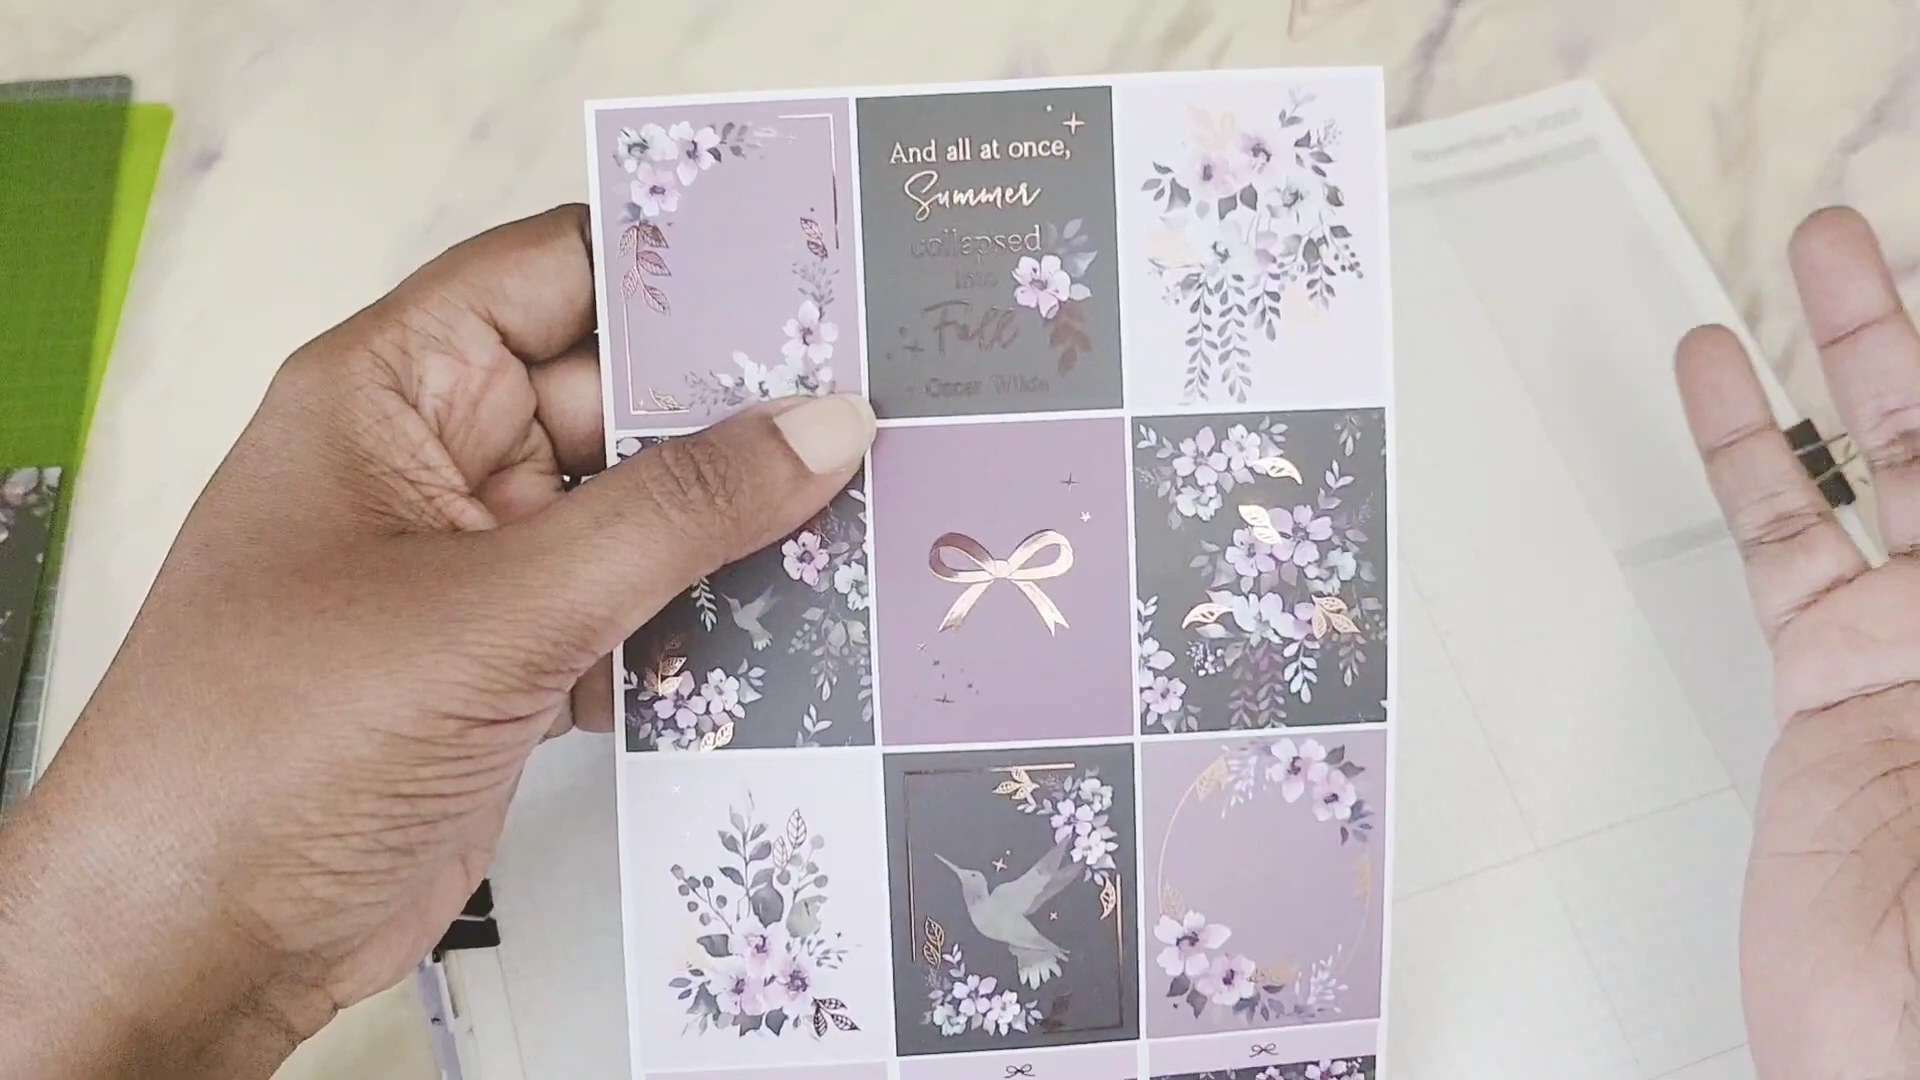 And all at once,
Summer
collapsed
into
Fall
- Oscar Wilde